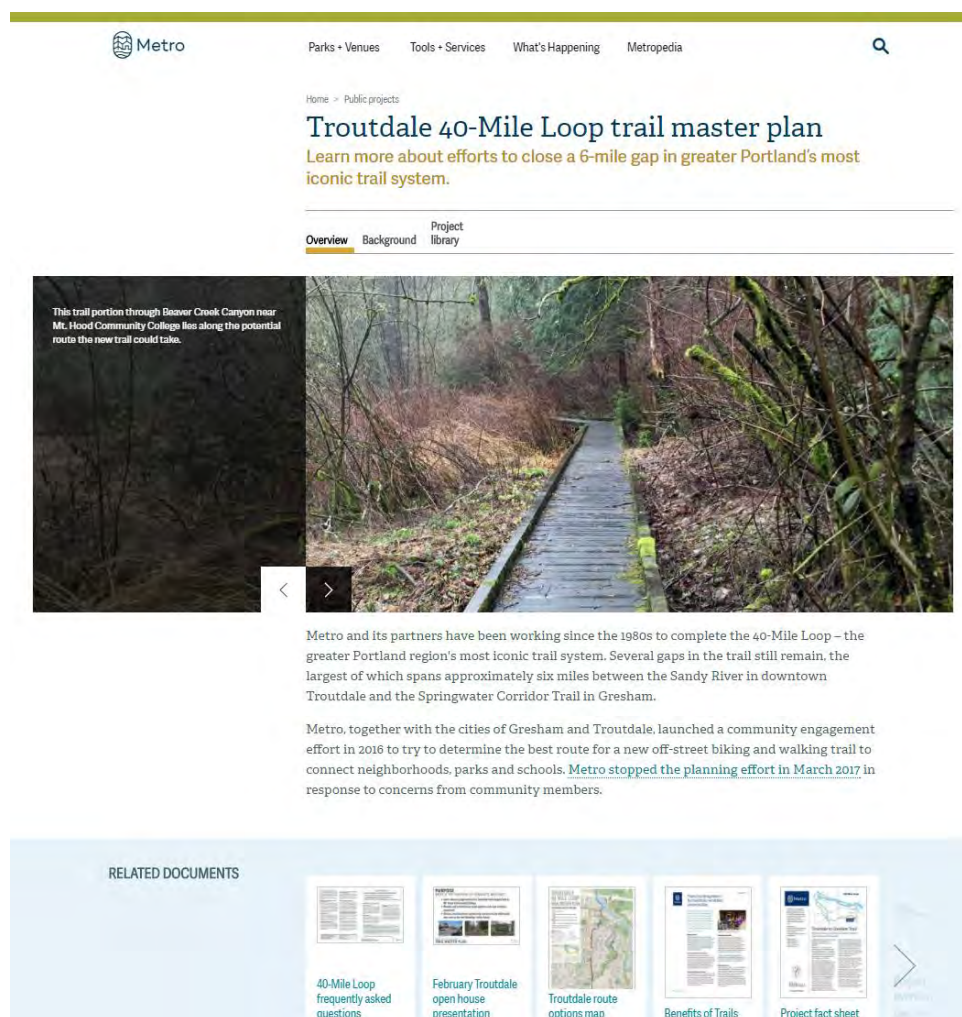 Metro
Parks + Venues Tools + Services What's Happening Metropedia
Home > Public projects
Troutdale 40-Mile Loop trail master plan
Learn more about efforts to close a 6-mile gap in greater Portland's most
iconic trail system.
Overview Background Project
library
This trail portion through Beaver Creek Canyon near
Mt. Hood Community College lies along the potential
route the new trail could take.
Metro and its partners have been working since the 1980s to complete the 40-Mile Loop – the
greater Portland region's most iconic trail system. Several gaps in the trail still remain, the
largest of which spans approximately six miles between the Sandy River in downtown
Troutdale and the Springwater Corridor Trail in Gresham.
Metro, together with the cities of Gresham and Troutdale, launched a community engagement
effort in 2016 to try to determine the best route for a new off-street biking and walking trail to
connect neighborhoods, parks and schools. Metro stopped the planning effort in March 2017 in
response to concerns from community members.
RELATED DOCUMENTS
40-Mile Loop
frequently asked
questions
February Troutdale
open house
presentation
Troutdale route
options map
Benefits of Trails
Project fact sheet